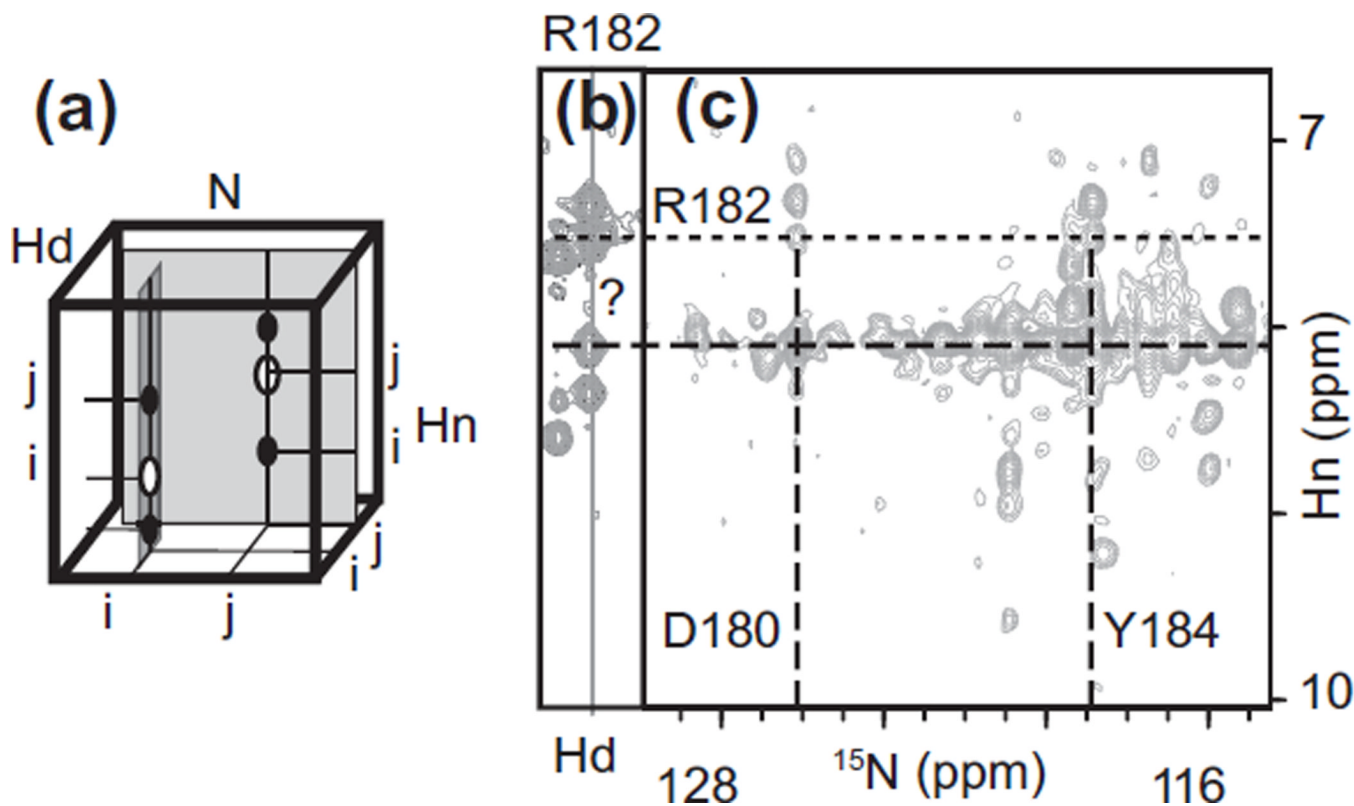 R182
(a)
(b)
(c)
7
N
R182
Hd
?
j
j
Hn (ppm)
i
i
Hn
j
i
i
j
D180
Y184
10
Hd
128
15N (ppm)
116